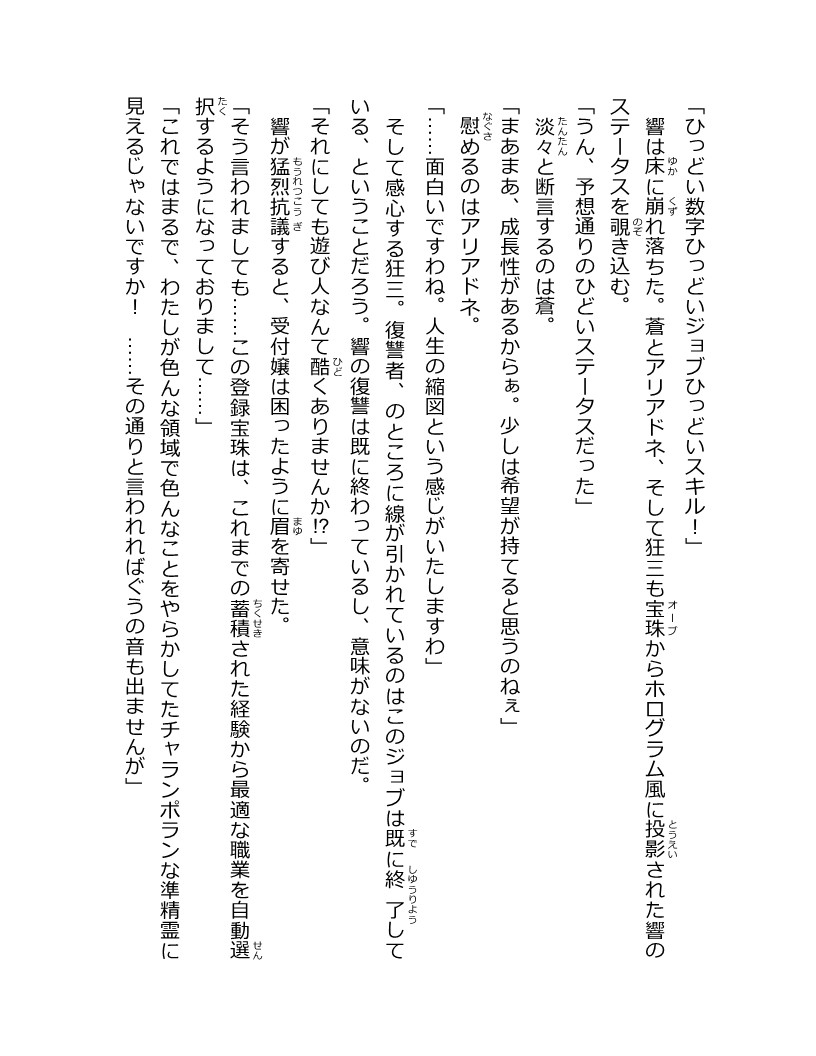 「ひっどい数字ひっどいジョブひっどいスキル！」
響は床に崩れ落ちた。蒼とアリアドネ、そして狂三も宝珠からホログラム風に投影された響の
ステータスを覗き込む。
「うん、予想通りのひどいステータスだった」
淡々と断言するのは蒼。
「まあまあ、成長性があるからぁ。少しは希望が持てると思うのねぇ」
慰めるのはアリアドネ。
「……面白いですわね。人生の縮図という感じがいたしますわ」
そして感心する狂三。復讐者、のところに線が引かれているのはこのジョブは既に終了して
いる、ということだろう。響の復讐は既に終わっているし、意味がないのだ。
「それにしても遊び人なんて酷くありませんか⁉」
響が猛烈抗議すると、受付嬢は困ったように眉を寄せた。
「そう言われましても……この登録宝珠は、これまでの蓄積された経験から最適な職業を自動選
択するようになっておりまして……」
「これではまるで、わたしが色んな領域で色んなことをやらかしてたチャランポランな準精霊に
見えるじゃないですか！　……その通りと言われればぐうの音も出ませんが」